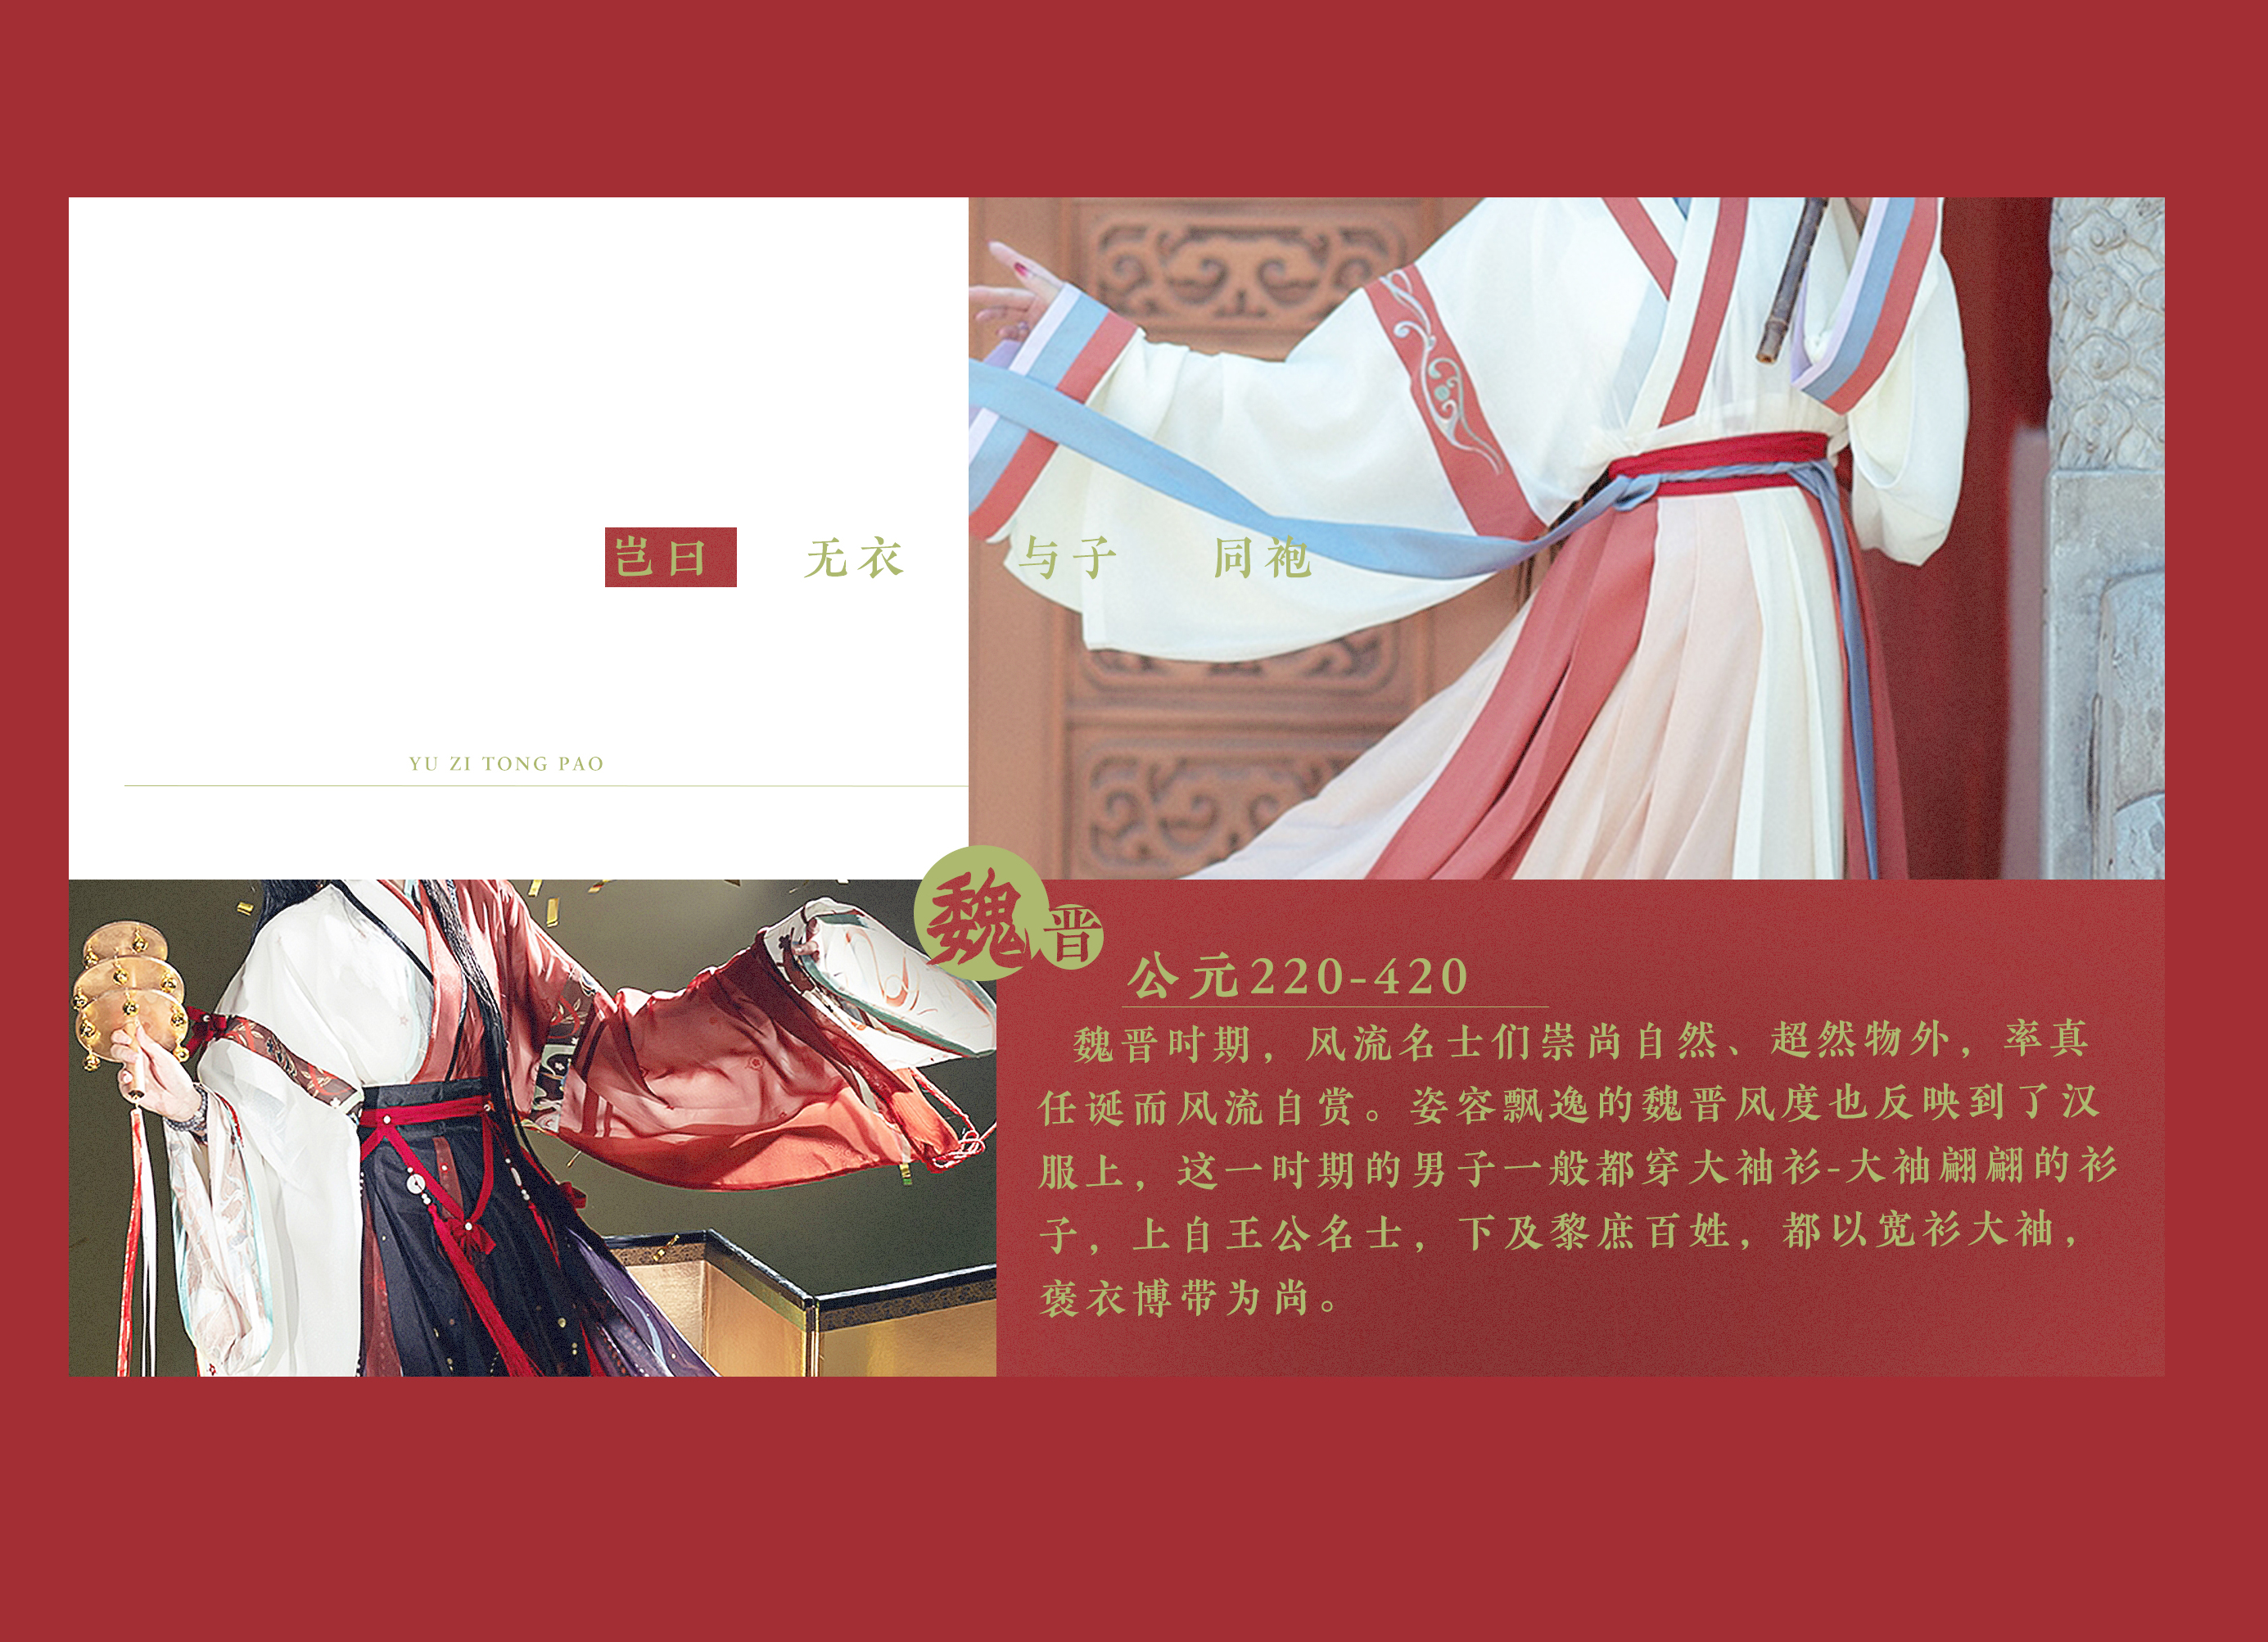 岂曰 无衣 与子 同袍
YU ZI TONG PAO
魏晋
公元220-420
魏晋时期，风流名士们崇尚自然、超然物外，率真
任诞而风流自赏。姿容飘逸的魏晋风度也反映到了汉
服上，这一时期的男子一般都穿大袖衫-大袖翩翩的衫
子，上自王公名士，下及黎庶百姓，都以宽衫大袖，
褒衣博带为尚。